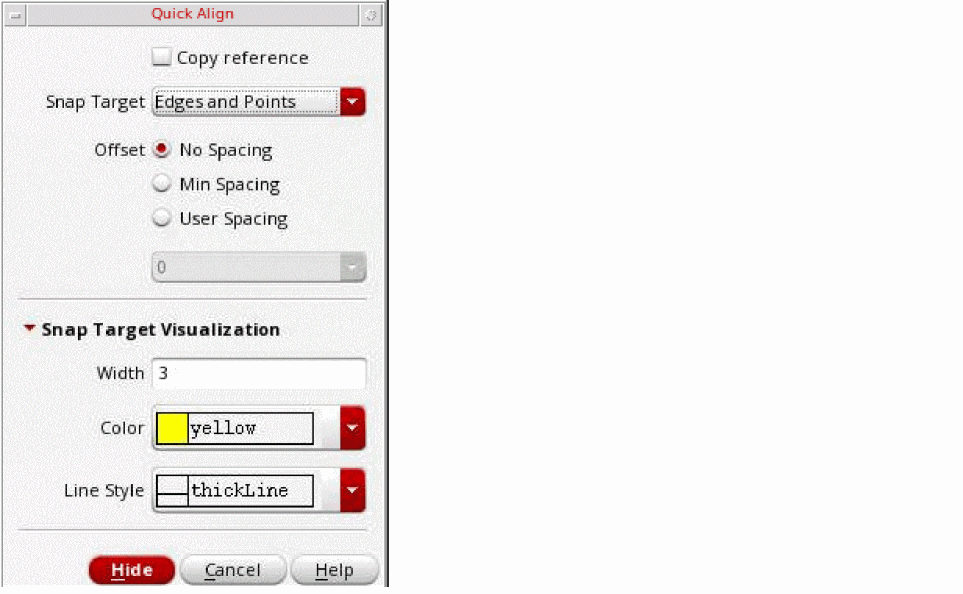 Quick Align
Copy reference
Snap Target Edges and Points
Offset No Spacing
Min Spacing
User Spacing
0
Snap Target Visualization
Width 3
Color yellow
Line Style thickLine
Hide Cancel Help